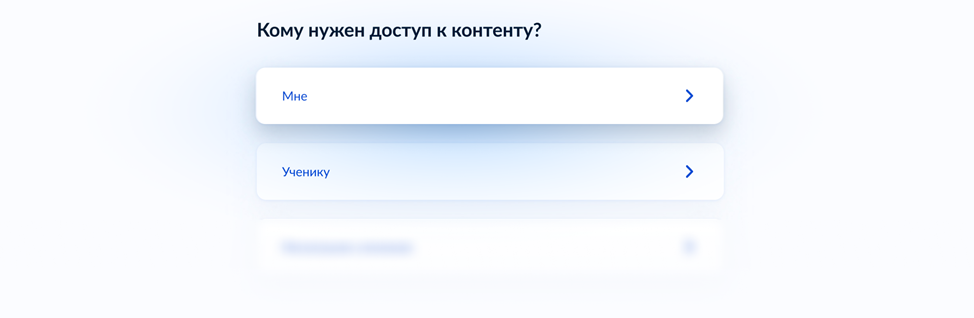 Кому нужен доступ к контенту?
Мне
Ученику